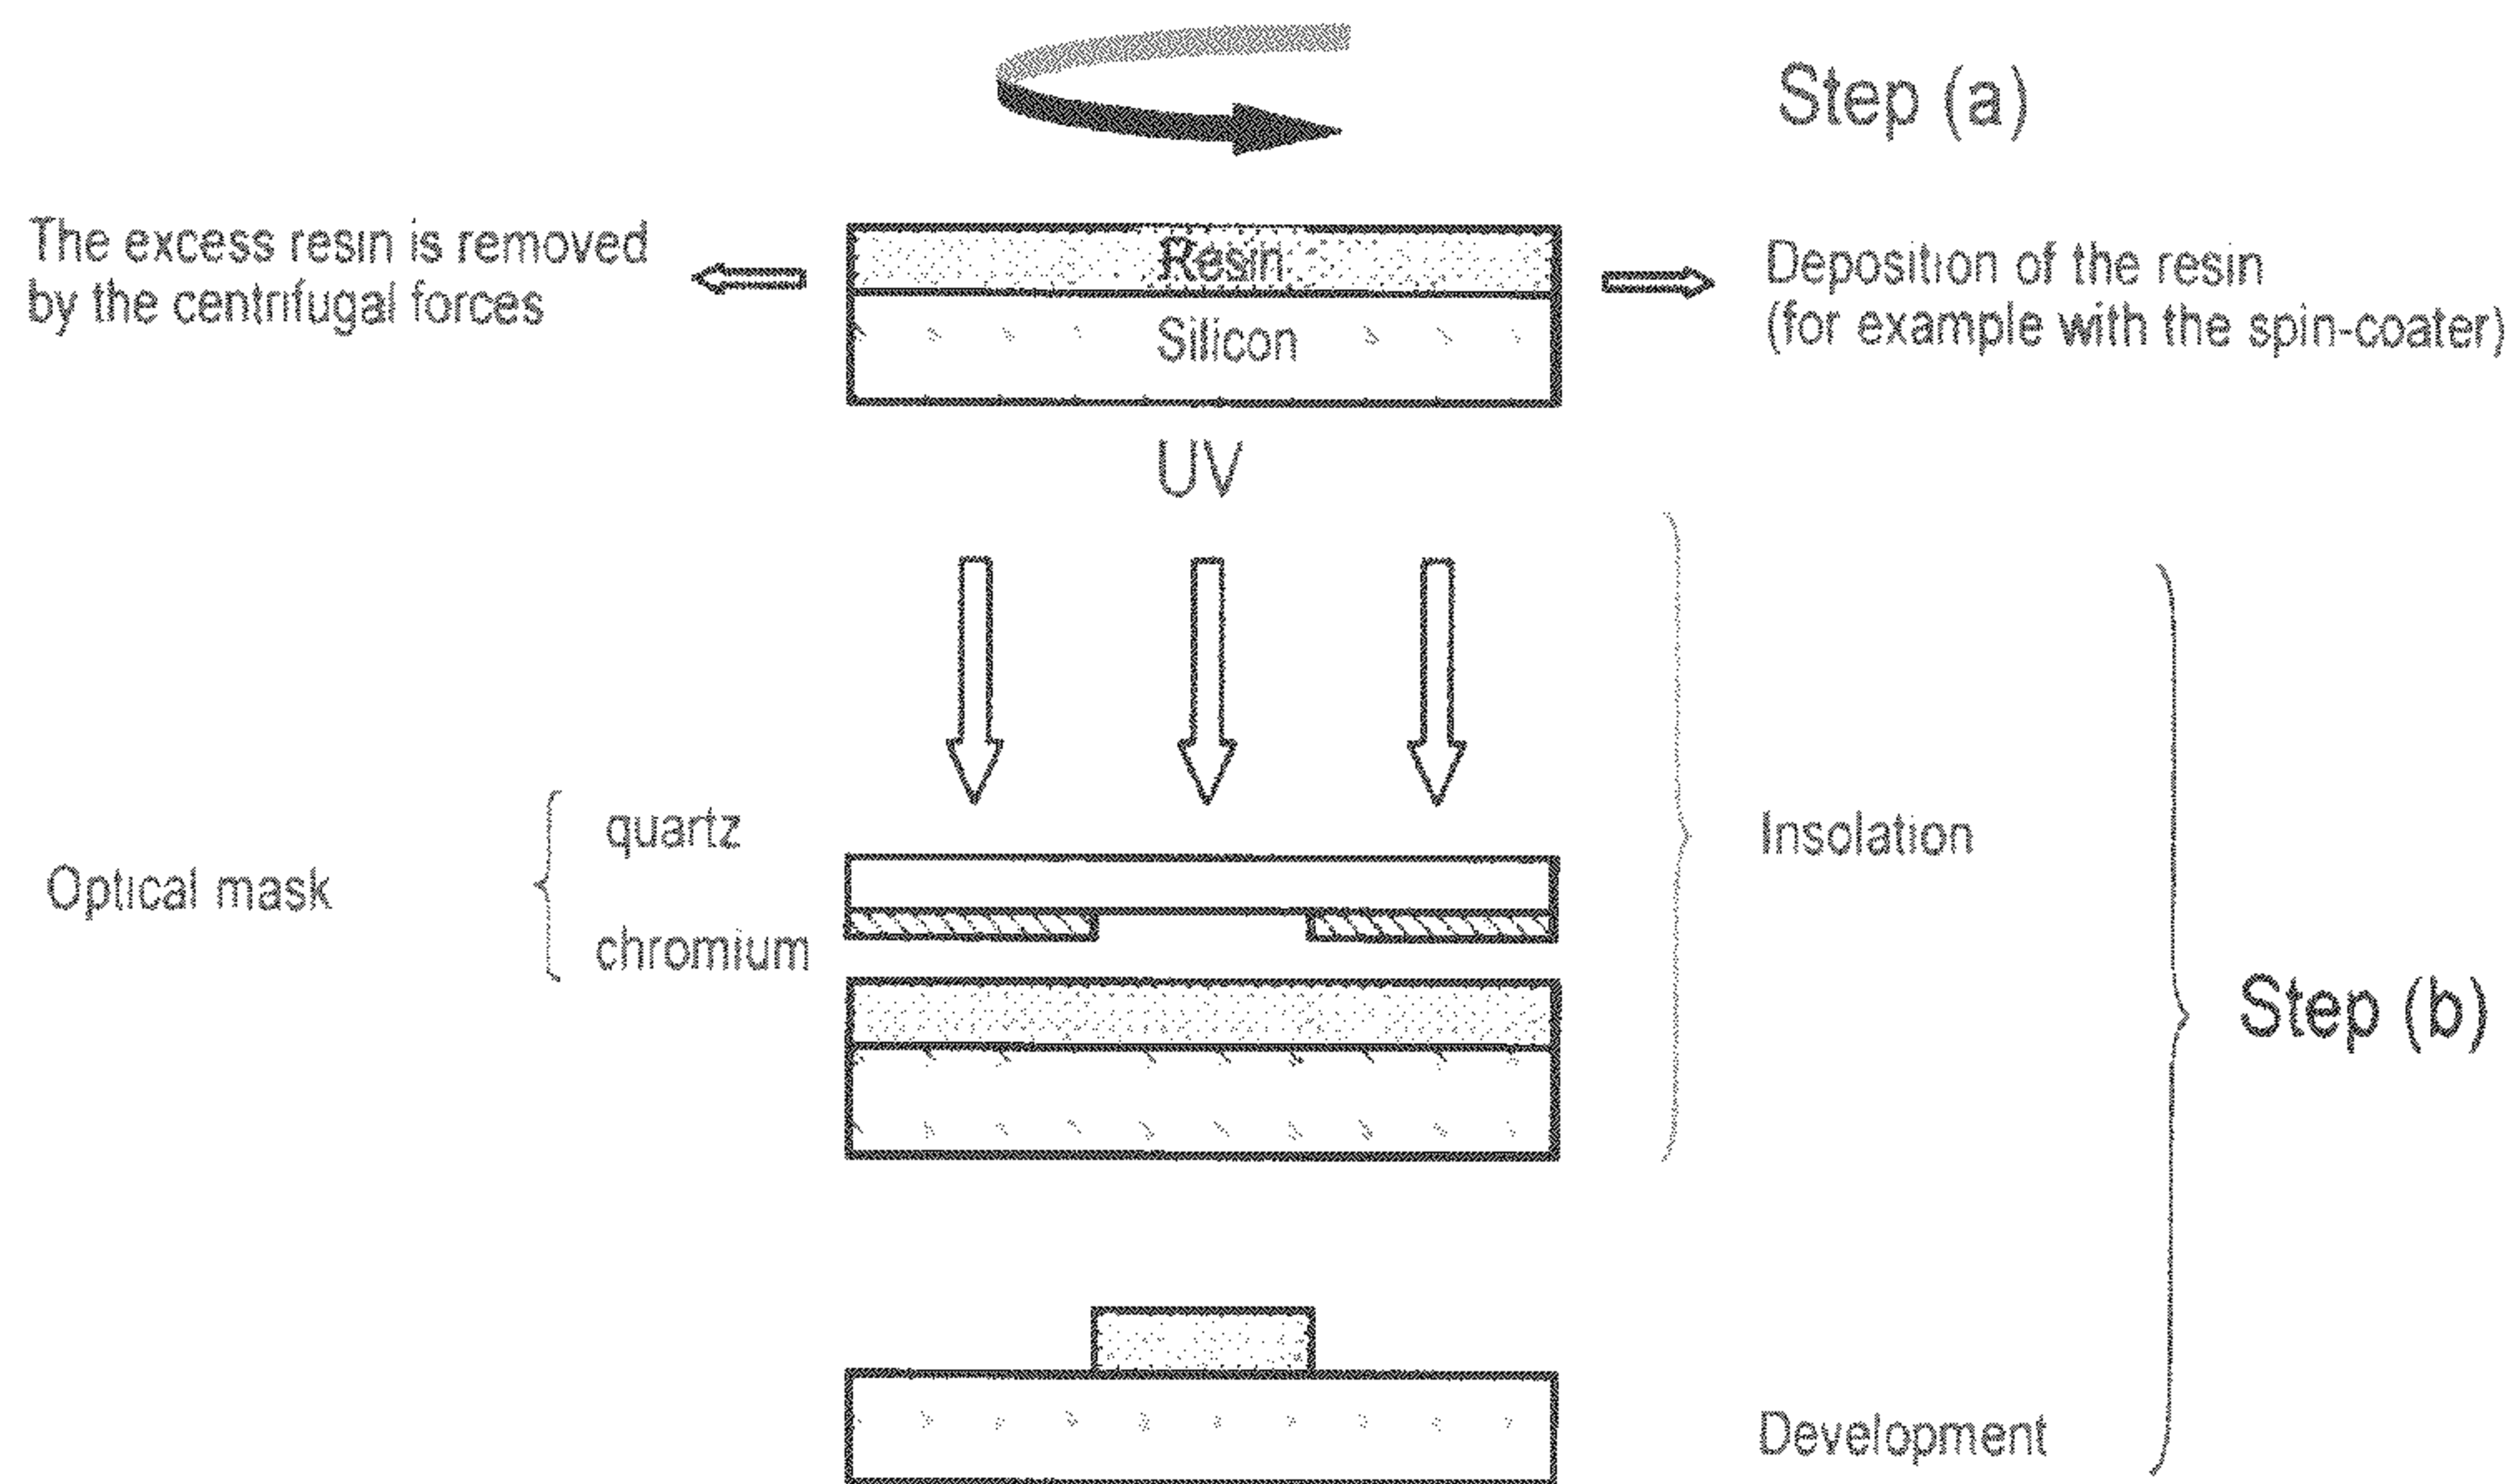 Step (a)
The excess resin is removed
by the centrifugal forces
Resin
Silicon
Deposition of the resin
(for example with the spin-coater)
UV
Insolation
quartz
Optical mask
chromium
Step (b)
Development